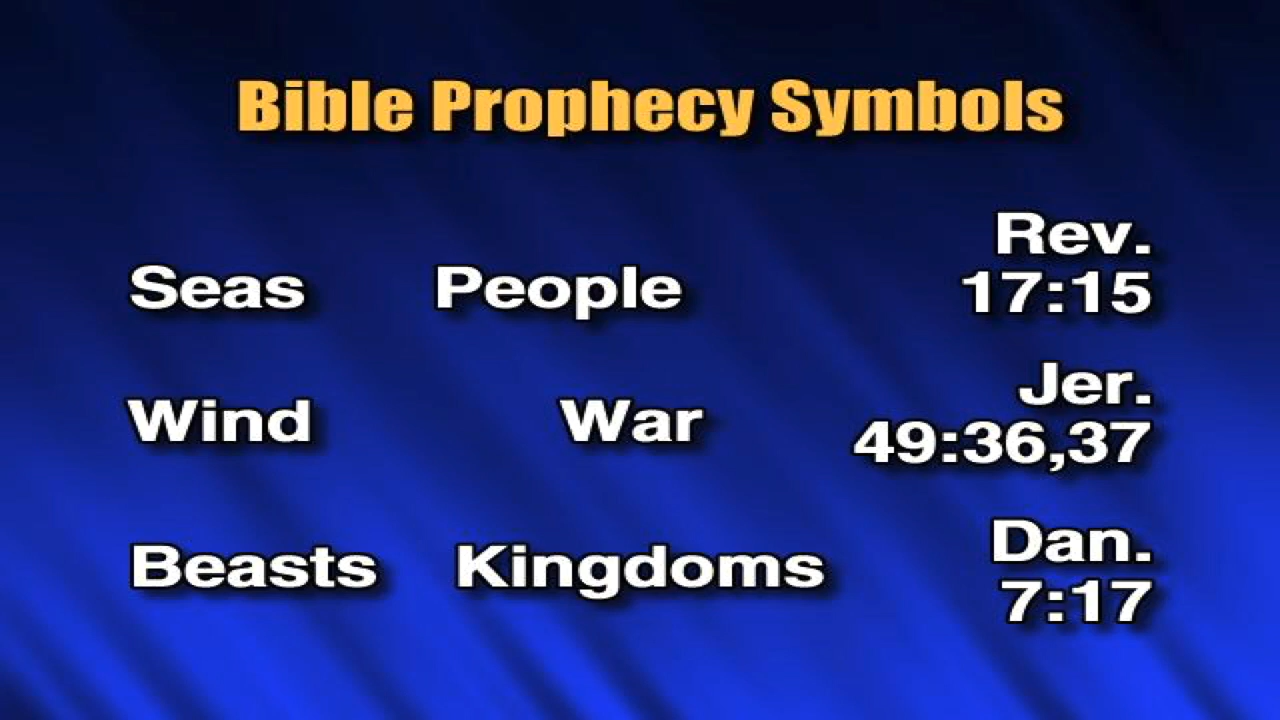 Bible Prophecy Symbols
Seas People Rev. 17:15
Wind War Jer. 49:36,37
Beasts Kingdoms Dan. 7:17